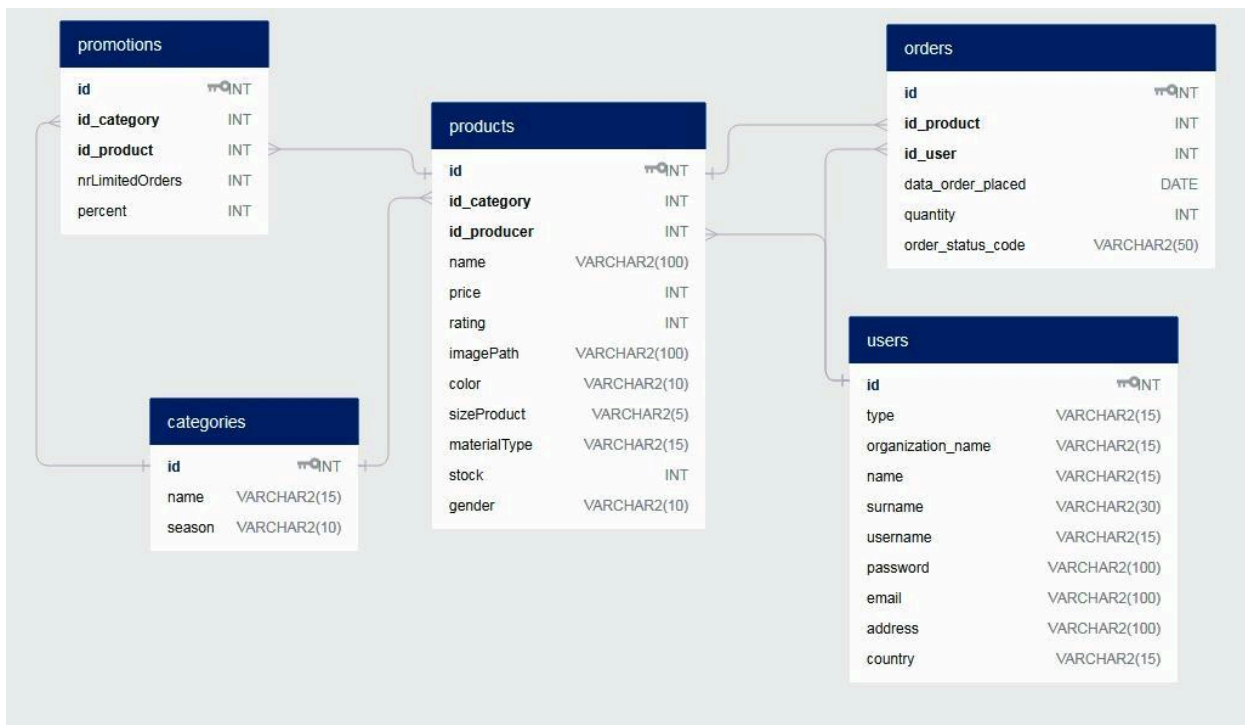 promotions
id INT
id_category INT
id_product INT
nrLimitedOrders INT
percent INT
categories
id INT
name VARCHAR2(15)
season VARCHAR2(10)
products
id INT
id_category INT
id_producer INT
name VARCHAR2(100)
price INT
rating INT
imagePath VARCHAR2(100)
color VARCHAR2(10)
sizeProduct VARCHAR2(5)
materialType VARCHAR2(15)
stock INT
gender VARCHAR2(10)
orders
id INT
id_product INT
id_user INT
data_order_placed DATE
quantity INT
order_status_code VARCHAR2(50)
users
id INT
type VARCHAR2(15)
organization_name VARCHAR2(15)
name VARCHAR2(15)
surname VARCHAR2(30)
username VARCHAR2(15)
password VARCHAR2(100)
email VARCHAR2(100)
address VARCHAR2(100)
country VARCHAR2(15)